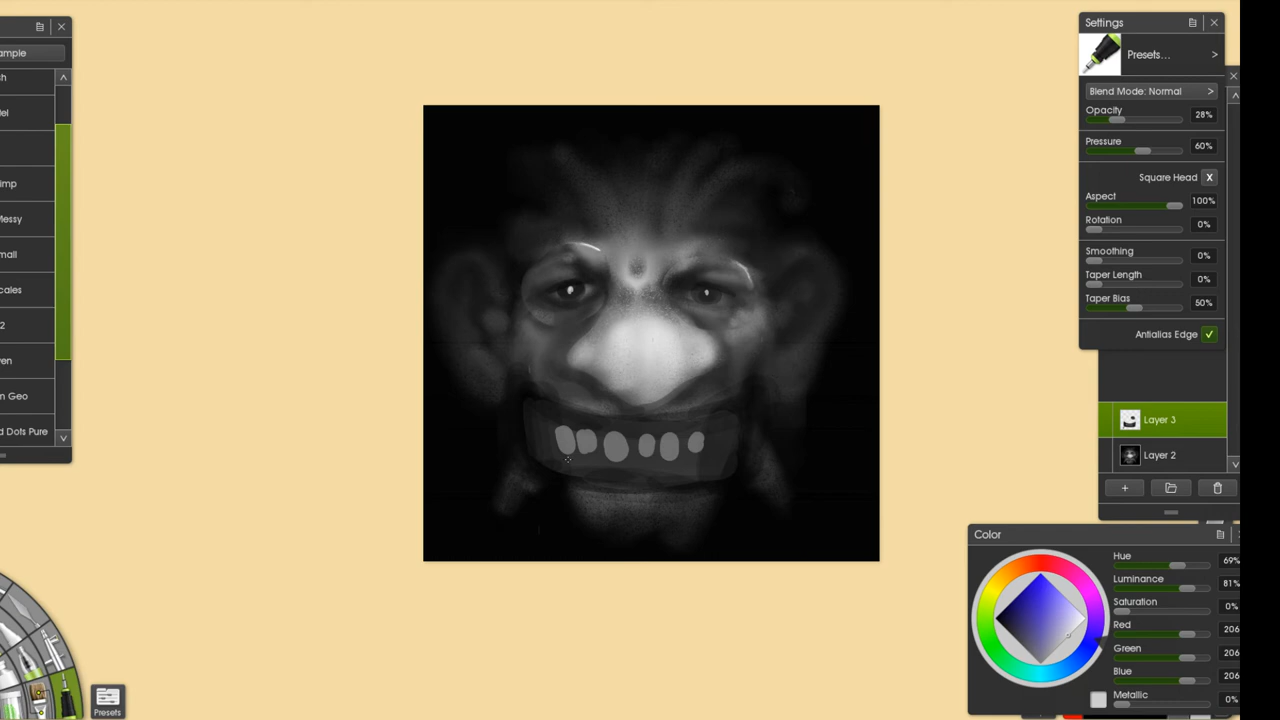 ample
sh
el
imp
Messy
mall
cales
2
ven
n Geo
d Dots Pure
Presets
Settings
Presets... >
Blend Mode: Normal >
Opacity 28%
Pressure 60%
Square Head X
Aspect 100%
Rotation 0%
Smoothing 0%
Taper Length 0%
Taper Bias 50%
Antialias Edge
Layer 3
Layer 2
Color
Hue 69%
Luminance 81%
Saturation 0%
Red 206
Green 206
Blue 206
Metallic 0%